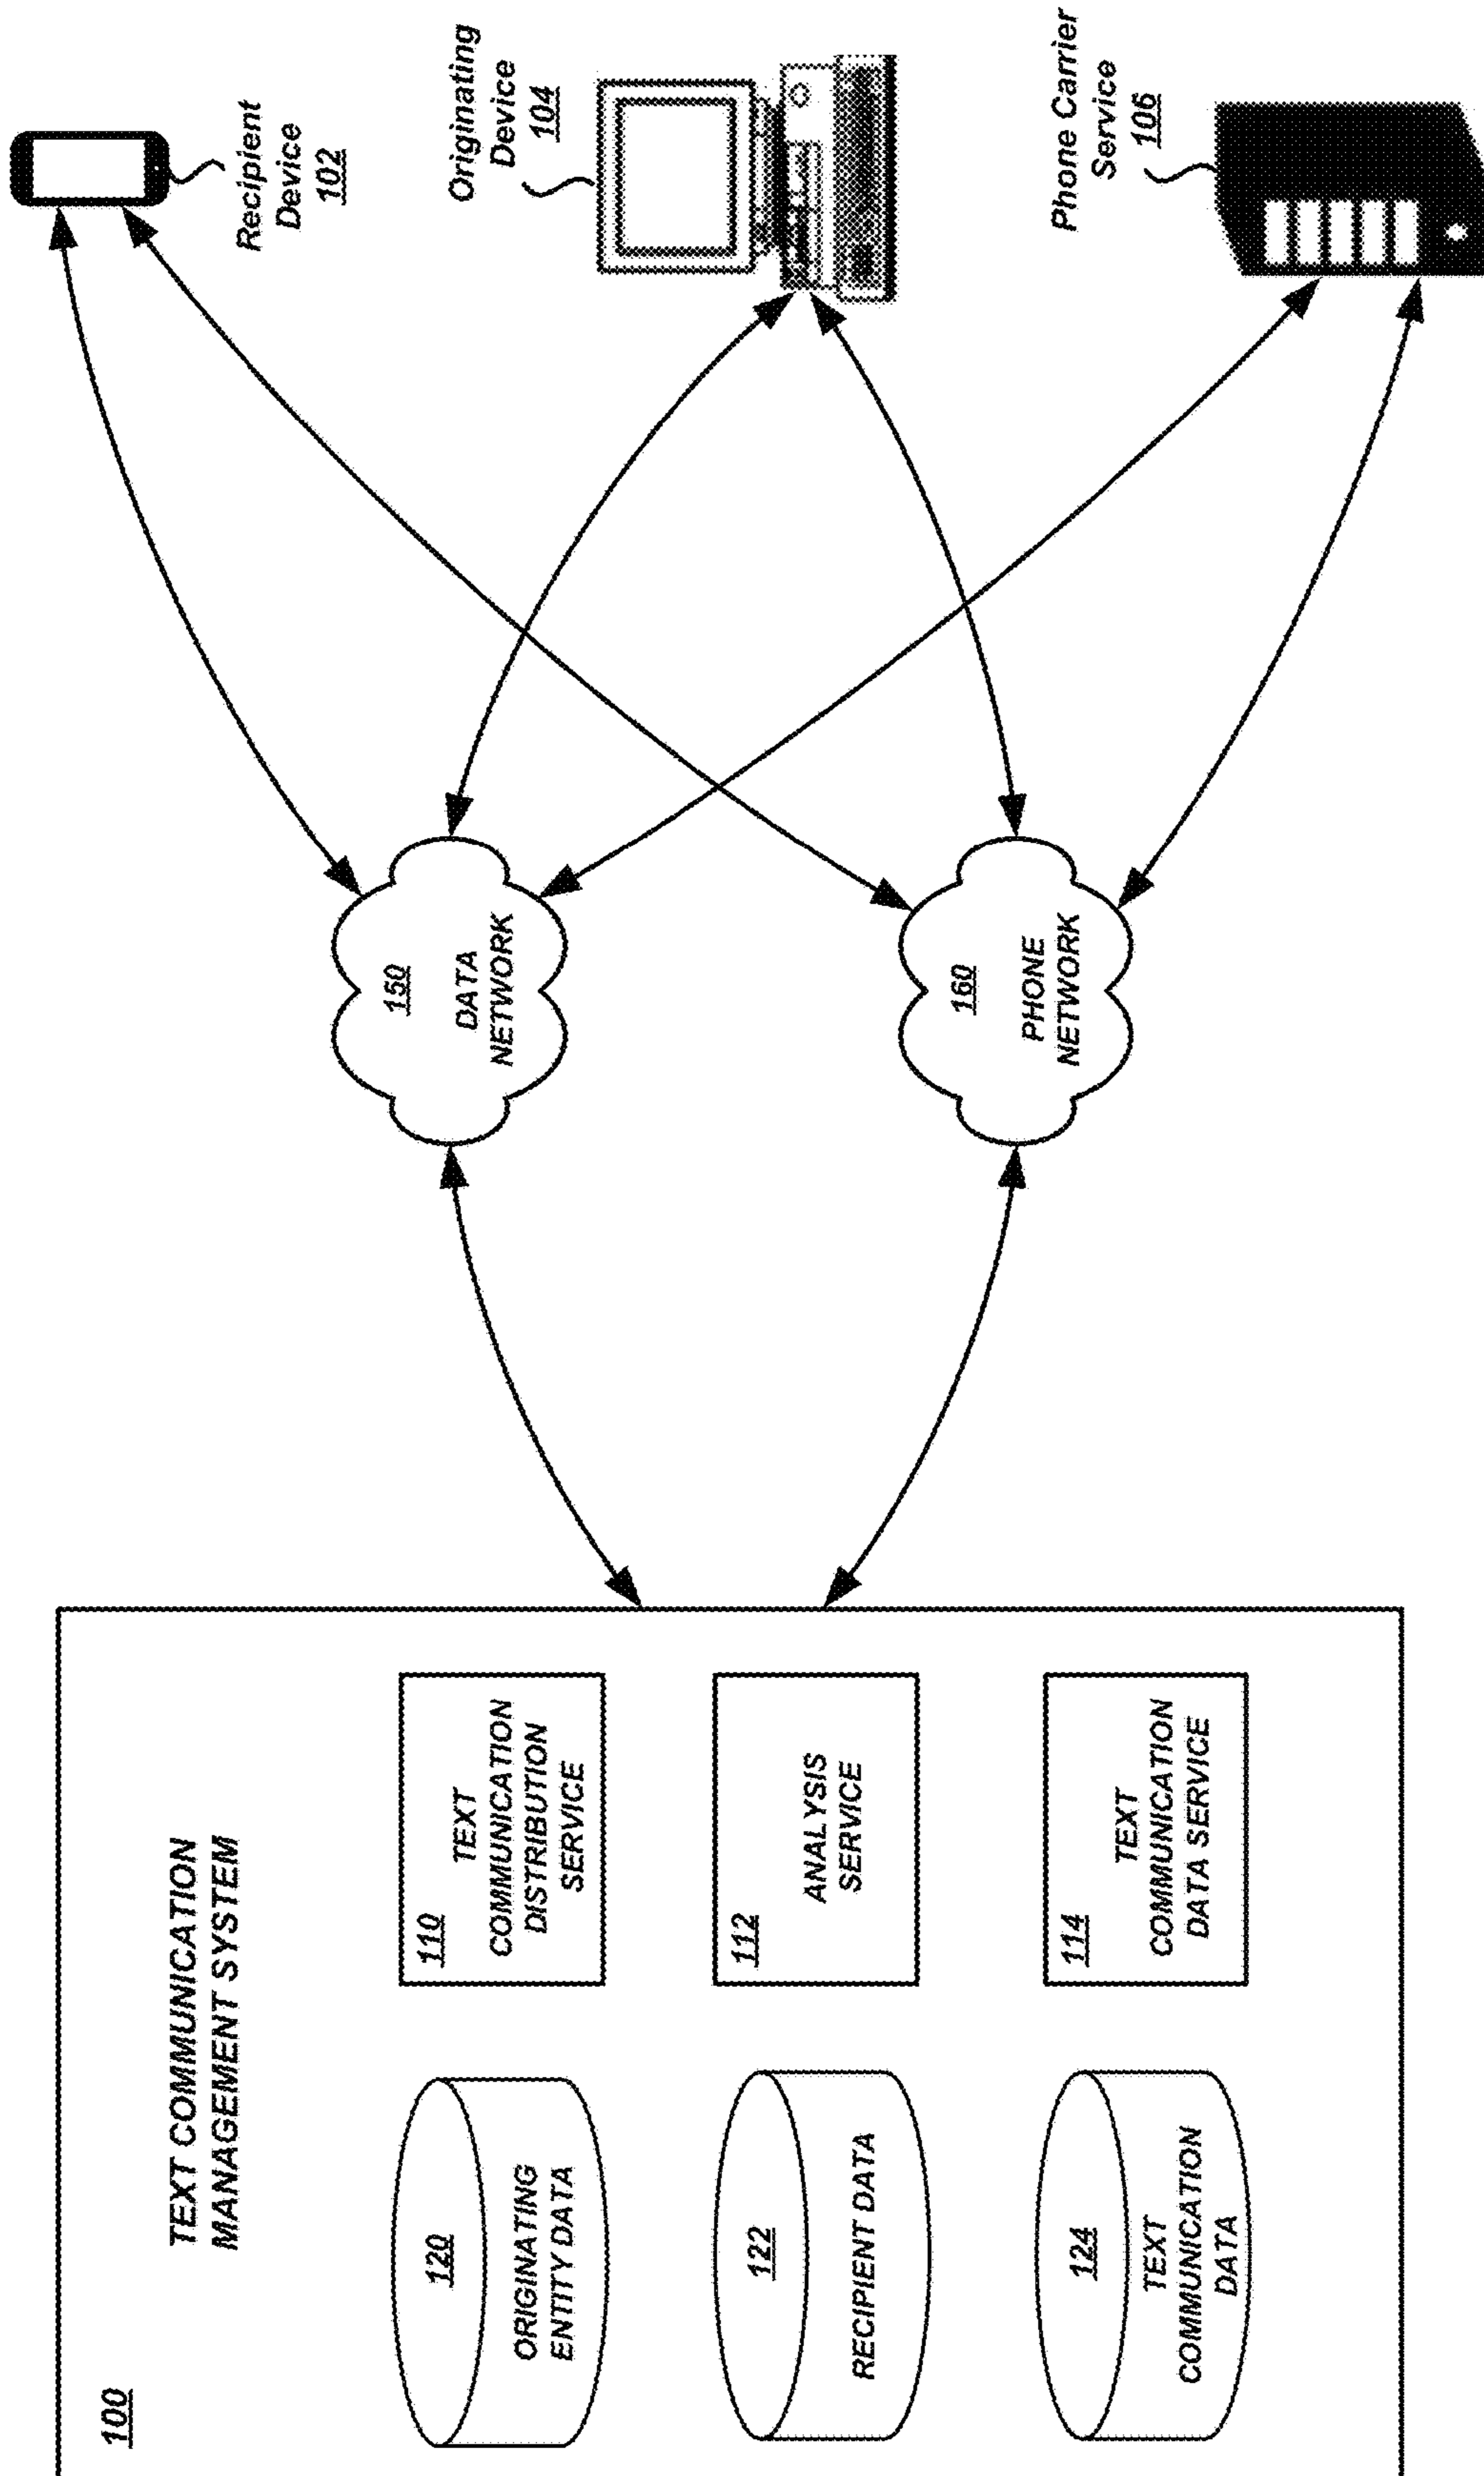 100
TEXT COMMUNICATION
MANAGEMENT SYSTEM
120
ORIGINATING
ENTITY DATA
110
TEXT
COMMUNICATION
DISTRIBUTION
SERVICE
122
RECIPIENT DATA
112
ANALYSIS
SERVICE
124
TEXT
COMMUNICATION
DATA
114
TEXT
COMMUNICATION
DATA SERVICE
150
DATA
NETWORK
160
PHONE
NETWORK
Recipient
Device
102
Originating
Device
104
Phone Carrier
Service
106